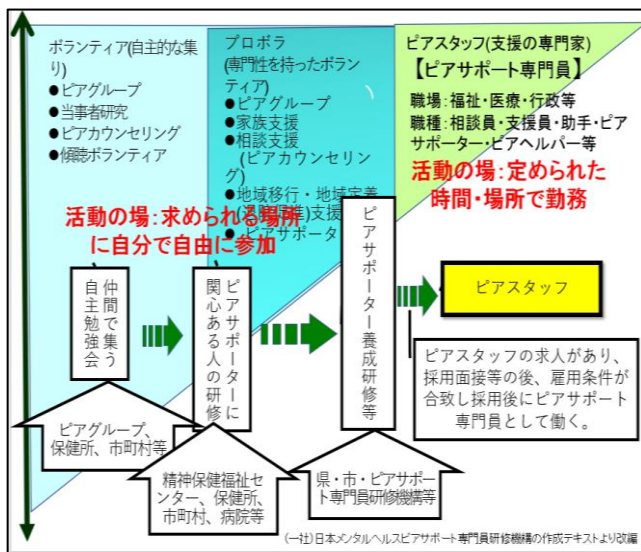 ボランティア(自主的な集
り)
●ピアグループ
●当事者研究
●ピアカウンセリング
●傾聴ボランティア
プロボラ
(専門性を持ったボラン
ティア)
●ピアグループ
●家族支援
●相談支援
(ピアカウンセリン
グ)
●地域移行・地域定着
支援
●ピアサポータ
ピアスタッフ(支援の専門家)
【ピアサポート専門員】
職場:福祉・医療・行政等
職種:相談員・支援員・助手・ピア
サポーター・ピアヘルパー等
活動の場:定められた
時間・場所で勤務
活動の場:求められる場所
に自分で自由に参加
仲間で集う
自主勉強会
ピアサポーターに
関心ある人の研修
ピアサポーター養成研修等
ピアスタッフ
ピアスタッフの求人があり、
採用面接等の後、雇用条件が
合致し採用後にピアサポート
専門員として働く。
ピアグループ、
保健所、市町村等
精神保健福祉セ
ンター、保健所、
市町村、病院等
県・市・ピアサポー
ト専門員研修機構等
(一社)日本メンタルヘルスピアサポート専門員研修機構の作成テキストより改編